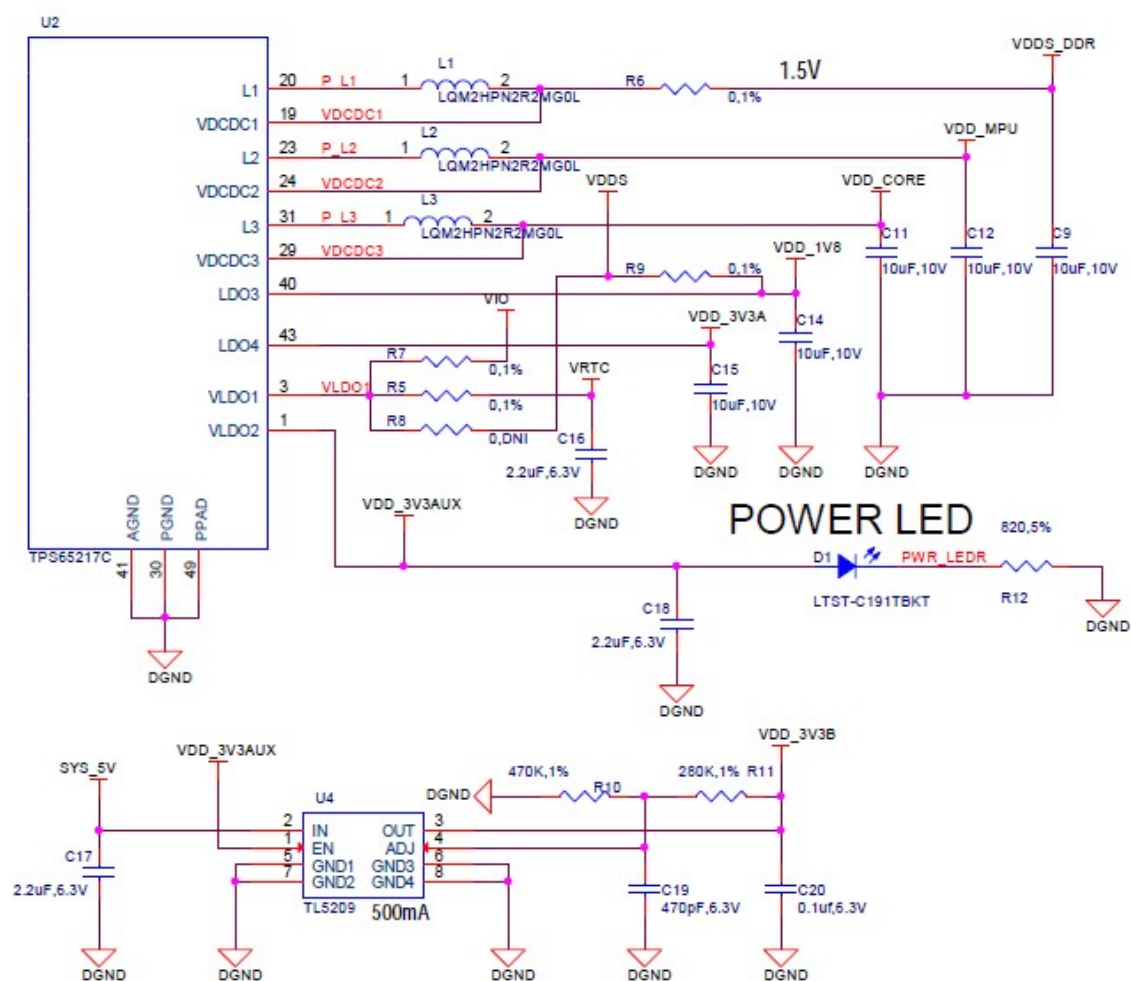 U2
VDDS_DDR
L1
1.5V
20 P_L1 1 2 R6
L1 LQM2HPN2R2MG0L 0,1%
19 VDCDC1
VDCDC1 L2
23 P_L2 1 2 VDD_MPU
L2 LQM2HPN2R2MG0L
24 VDCDC2 VDDS
VDCDC2 L3 VDD_CORE
31 P_L3 1 2
L3 LQM2HPN2R2MG0L C11 C12 C9
29 VDCDC3 VDD_1V8
VDCDC3 R9 0,1% 10uF,10V 10uF,10V 10uF,10V
40
LDO3 VIO
VDD_3V3A C14
43
LDO4 R7 10uF,10V
0,1% VRTC C15
3 VLDO1 R5
VLDO1 0,1% 10uF,10V
1 R8
VLDO2 0,DNI C16
2.2uF,6.3V DGND DGND DGND
VDD_3V3AUX DGND
AGND PGND PPAD
POWER LED 820,5%
TPS65217C
41 30 49
D1 PWR_LEDR
LTST-C191TBKT R12
C18
DGND
2.2uF,6.3V
DGND
DGND
VDD_3V3B
VDD_3V3AUX
SYS_5V 470K,1% 280K,1% R11
DGND R10
U4
2 IN OUT 3
1 EN ADJ 4
C17 5 GND1 GND3 6
7 GND2 GND4 8
2.2uF,6.3V C19 C20
TL5209 500mA 470pF,6.3V 0.1uf,6.3V
DGND DGND DGND DGND DGND